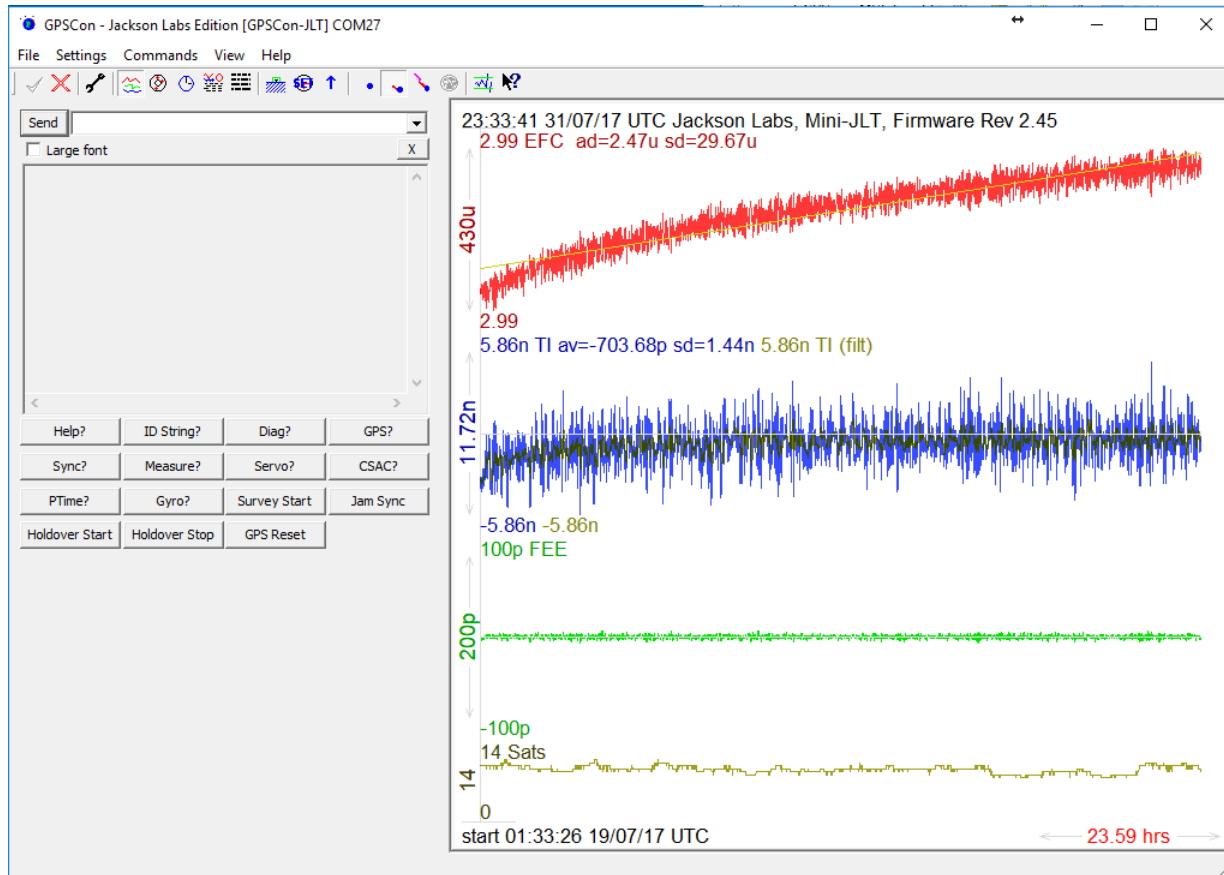 GPSCon - Jackson Labs Edition [GPSCon-JLT] COM27
File Settings Commands View Help
Send
Large font
X
Help? ID String? Diag? GPS?
Sync? Measure? Servo? CSAC?
PTime? Gyro? Survey Start Jam Sync
Holdover Start Holdover Stop GPS Reset
23:33:41 31/07/17 UTC Jackson Labs, Mini-JLT, Firmware Rev 2.45
2.99 EFC ad=2.47u sd=29.67u
430u
2.99
5.86n TI av=-703.68p sd=1.44n 5.86n TI (filt)
11.72n
-5.86n -5.86n
100p FEE
200p
-100p
14 Sats
14
0
start 01:33:26 19/07/17 UTC
23.59 hrs